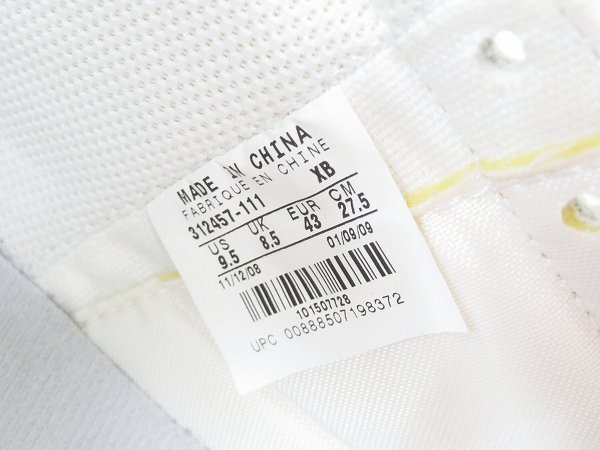 MADE IN CHINA
FABRIQUE EN CHINE
312457-111 XB
US UK EUR CM
9.5 8.5 43 27.5
11/12/08 01/09/09
101507728
UPC 00888507198372